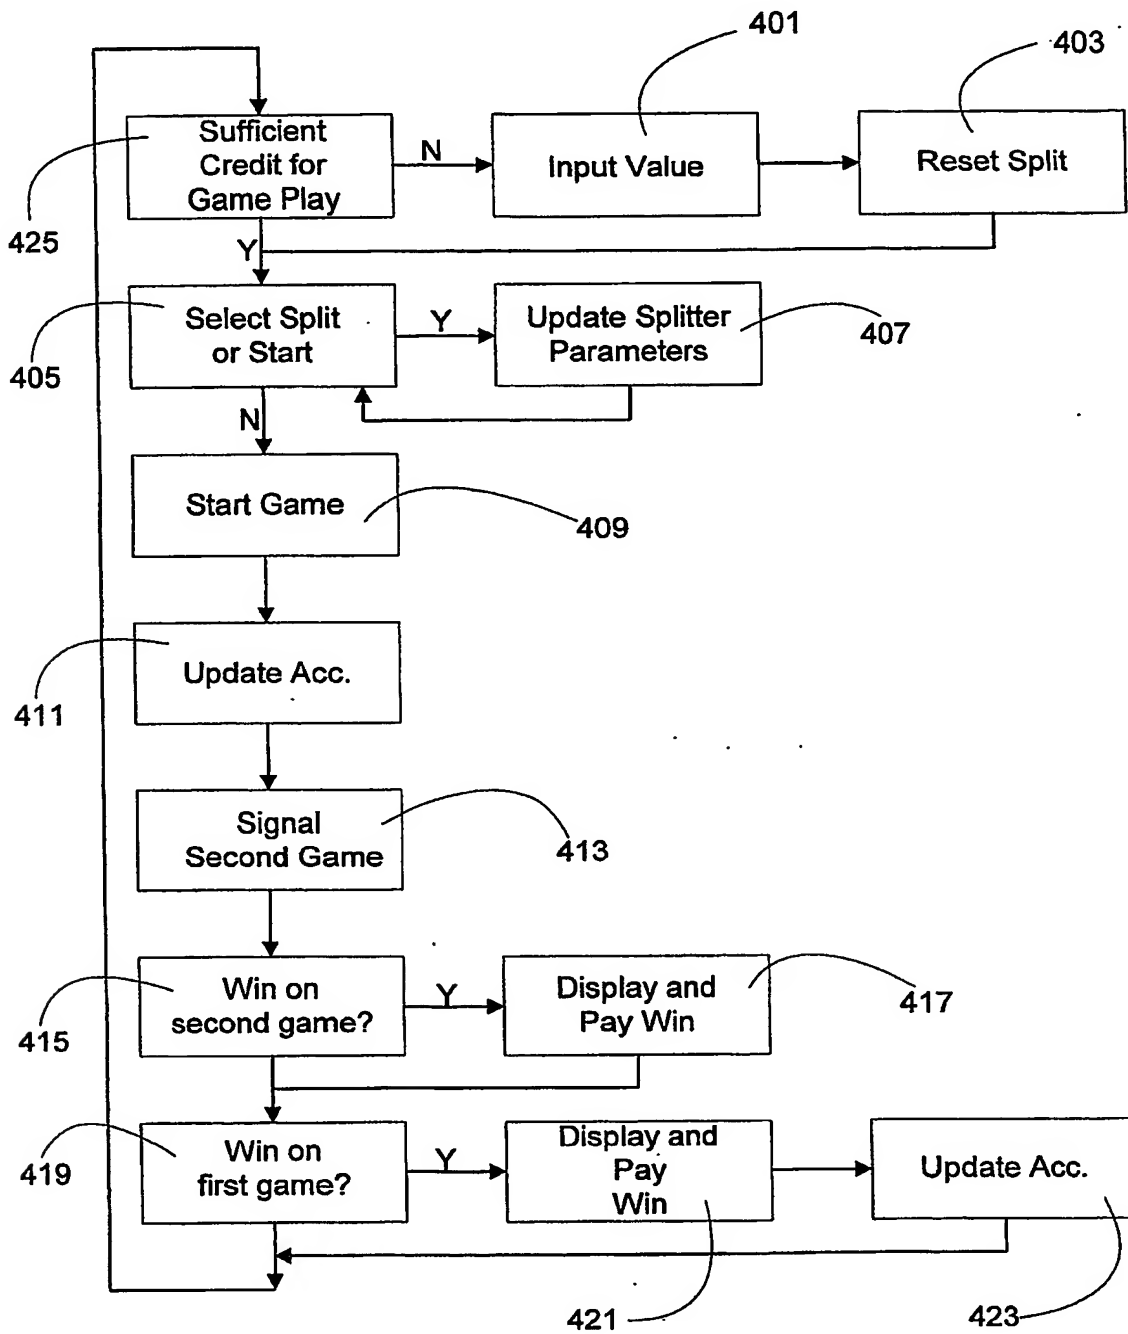 401
403
Sufficient
Credit for
Game Play
N
Input Value
Reset Split
425
Y
Select Split
or Start
Y
Update Splitter
Parameters
407
405
N
Start Game
409
Update Acc.
411
Signal
Second Game
413
Win on
second game?
Y
Display and
Pay Win
417
415
Win on
first game?
Y
Display and
Pay
Win
Update Acc.
419
421
423